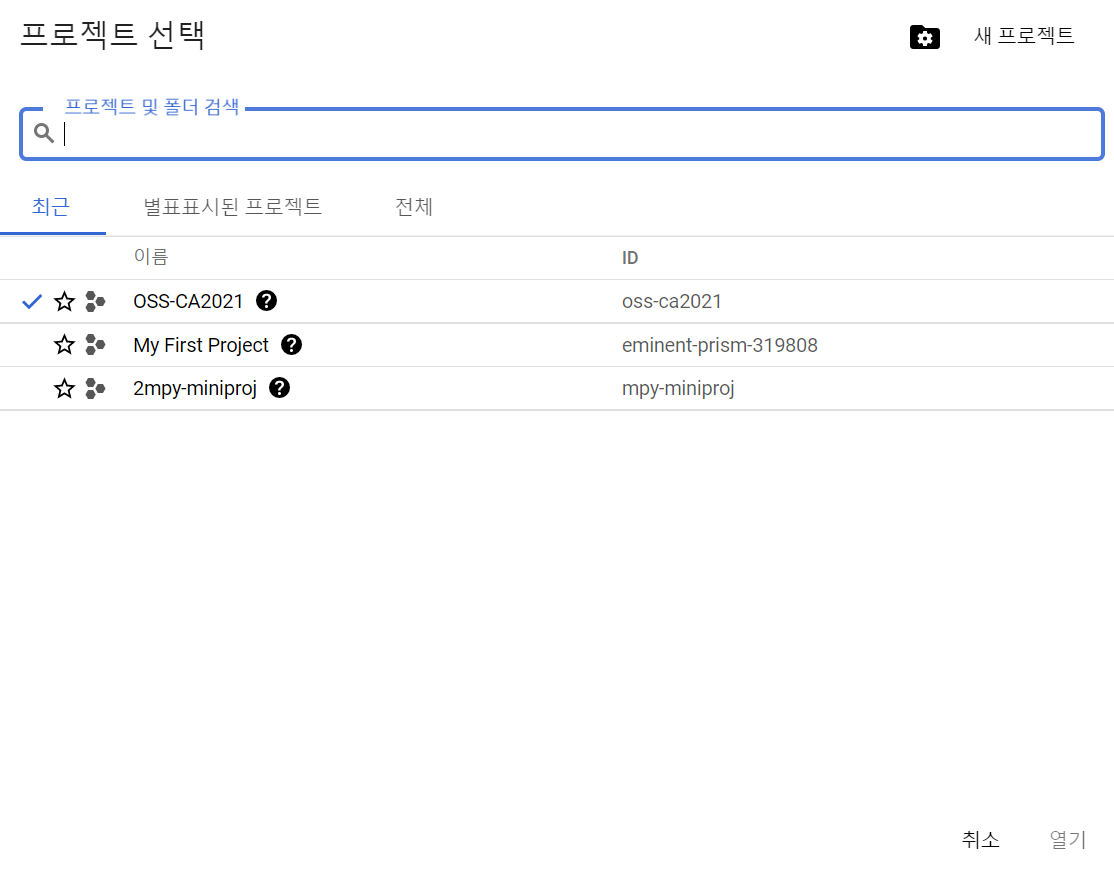 프로젝트 선택
새 프로젝트
프로젝트 및 폴더 검색
최근 별표표시된 프로젝트 전체
이름 ID
OSS-CA2021 oss-ca2021
My First Project eminent-prism-319808
2mpy-miniproj mpy-miniproj
취소 열기